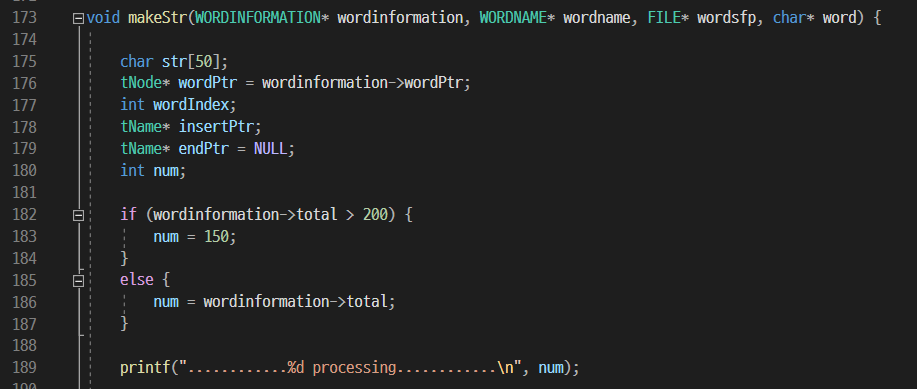 173 void makeStr(WORDINFORMATION* wordinformation, WORDNAME* wordname, FILE* wordsfp, char* word) {
174
175 char str[50];
176 tNode* wordPtr = wordinformation->wordPtr;
177 int wordIndex;
178 tName* insertPtr;
179 tName* endPtr = NULL;
180 int num;
181
182 if (wordinformation->total > 200) {
183 num = 150;
184 }
185 else {
186 num = wordinformation->total;
187 }
188
189 printf("............%d processing............\n", num);